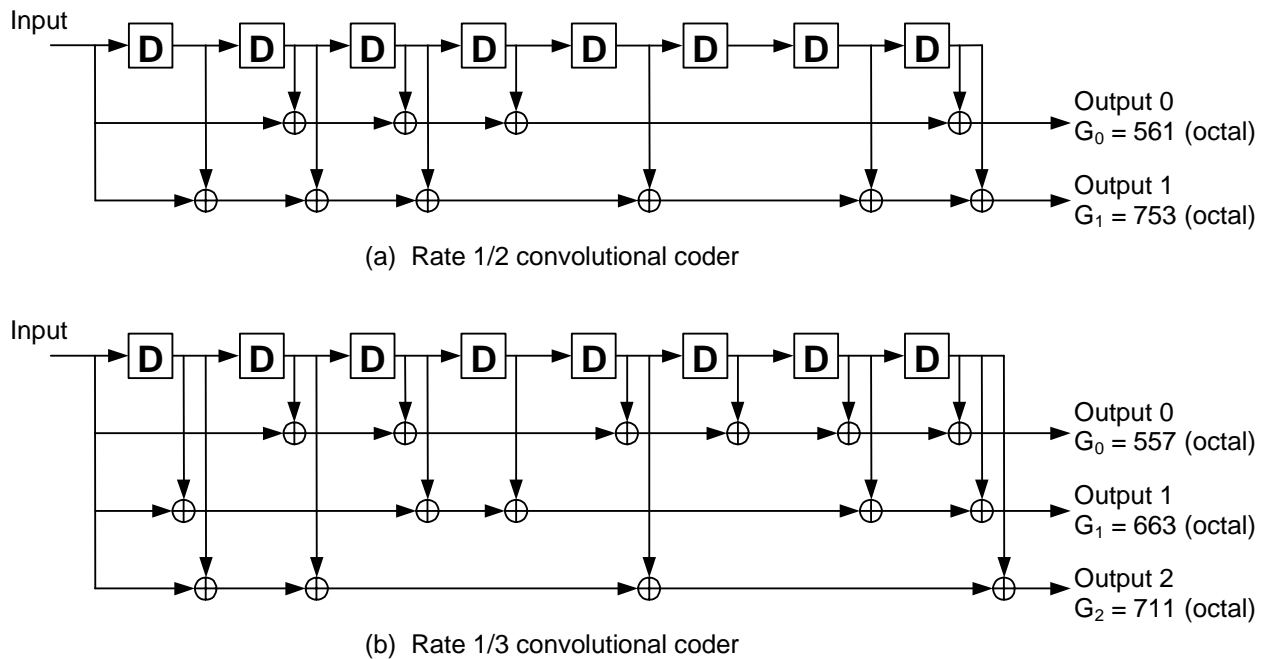 Input
D D D D D D D D
Output 0
G₀ = 561 (octal)
Output 1
G₁ = 753 (octal)
(a) Rate 1/2 convolutional coder
Input
D D D D D D D D
Output 0
G₀ = 557 (octal)
Output 1
G₁ = 663 (octal)
Output 2
G₂ = 711 (octal)
(b) Rate 1/3 convolutional coder